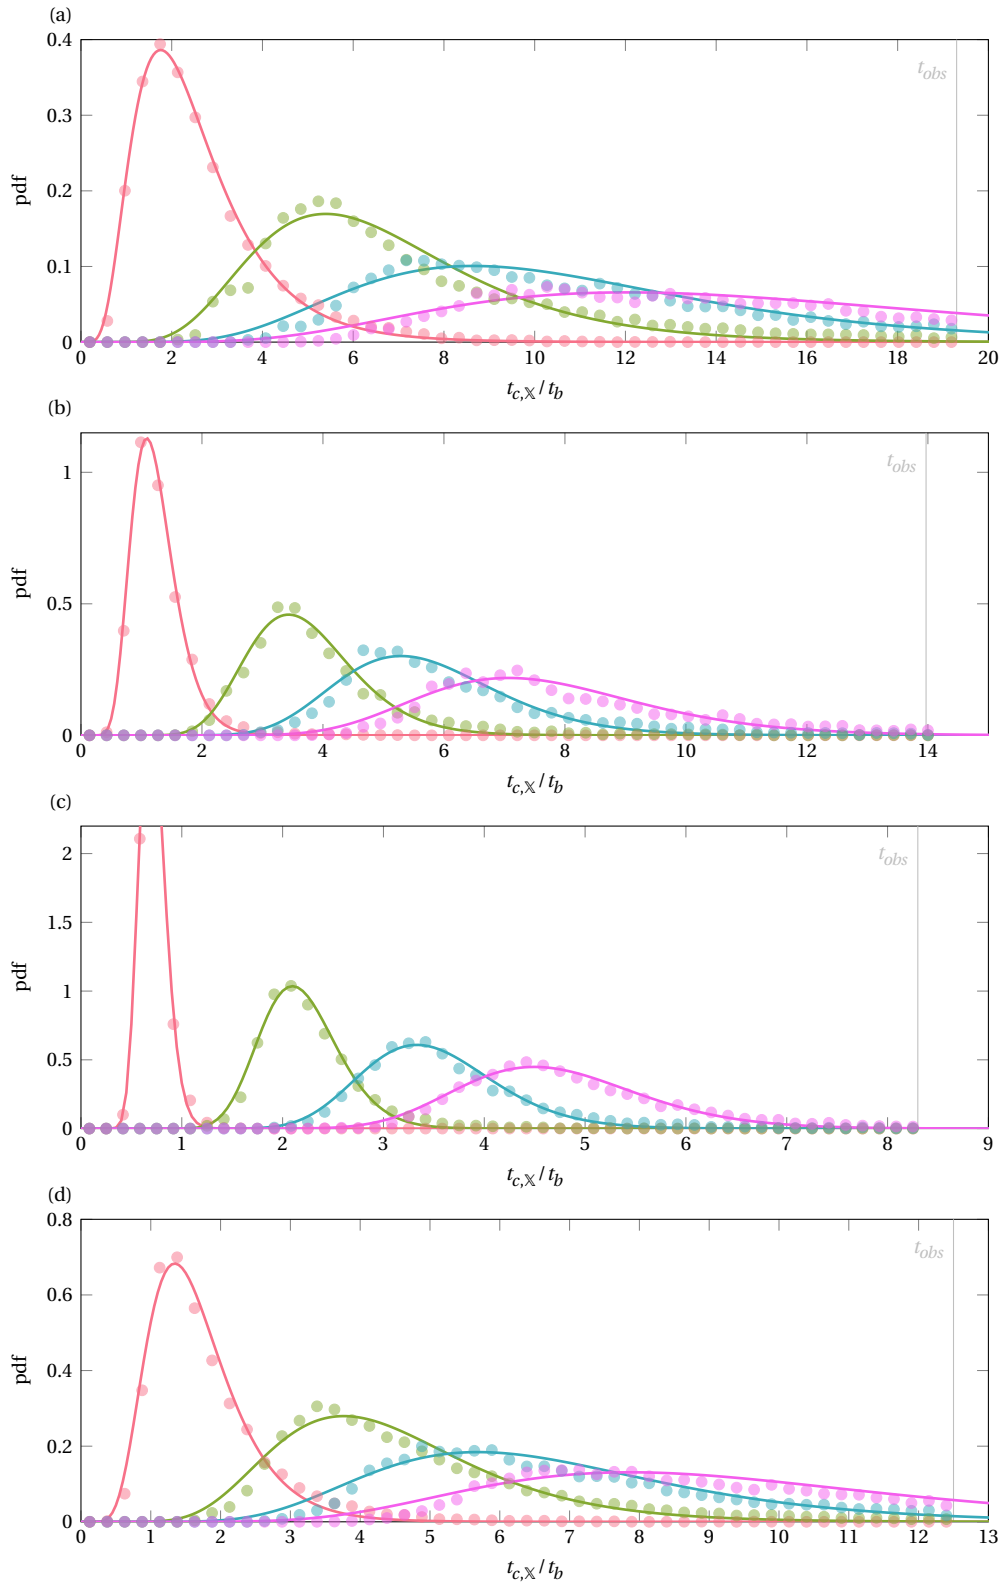 (a)
0.4
0.3
0.2
0.1
0
pdf
t_obs
0 2 4 6 8 10 12 14 16 18 20
t_{c,𝕏}/t_b
(b)
1
0.5
0
pdf
t_obs
0 2 4 6 8 10 12 14
t_{c,𝕏}/t_b
(c)
2
1.5
1
0.5
0
pdf
t_obs
0 1 2 3 4 5 6 7 8 9
t_{c,𝕏}/t_b
(d)
0.8
0.6
0.4
0.2
0
pdf
t_obs
0 1 2 3 4 5 6 7 8 9 10 11 12 13
t_{c,𝕏}/t_b